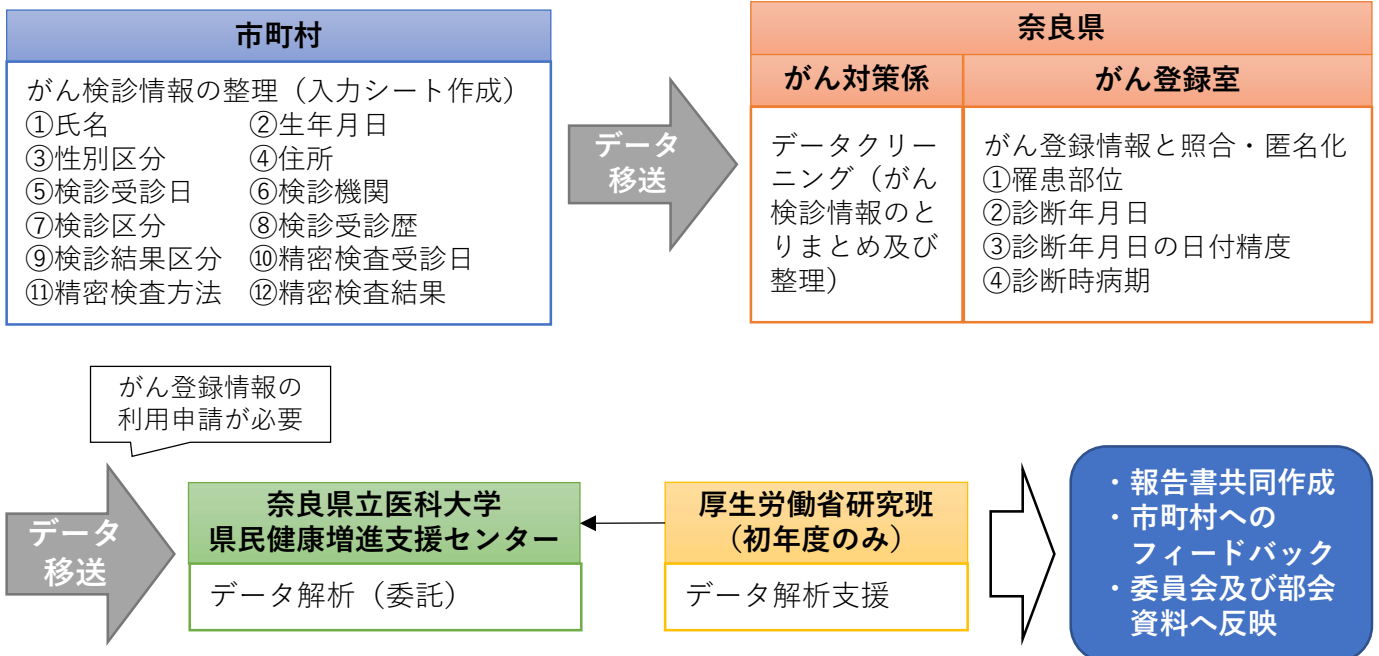 市町村
がん検診情報の整理（入力シート作成）
①氏名 ②生年月日
③性別区分 ④住所
⑤検診受診日 ⑥検診機関
⑦検診区分 ⑧検診受診歴
⑨検診結果区分 ⑩精密検査受診日
⑪精密検査方法 ⑫精密検査結果
データ
移送
奈良県
がん対策係
データクリー
ニング（がん
検診情報のと
りまとめ及び
整理）
がん登録室
がん登録情報と照合・匿名化
①罹患部位
②診断年月日
③診断年月日の日付精度
④診断時病期
がん登録情報の
利用申請が必要
データ
移送
奈良県立医科大学
県民健康増進支援センター
データ解析（委託）
厚生労働省研究班
（初年度のみ）
データ解析支援
・報告書共同作成
・市町村への
フィードバック
・委員会及び部会
資料へ反映